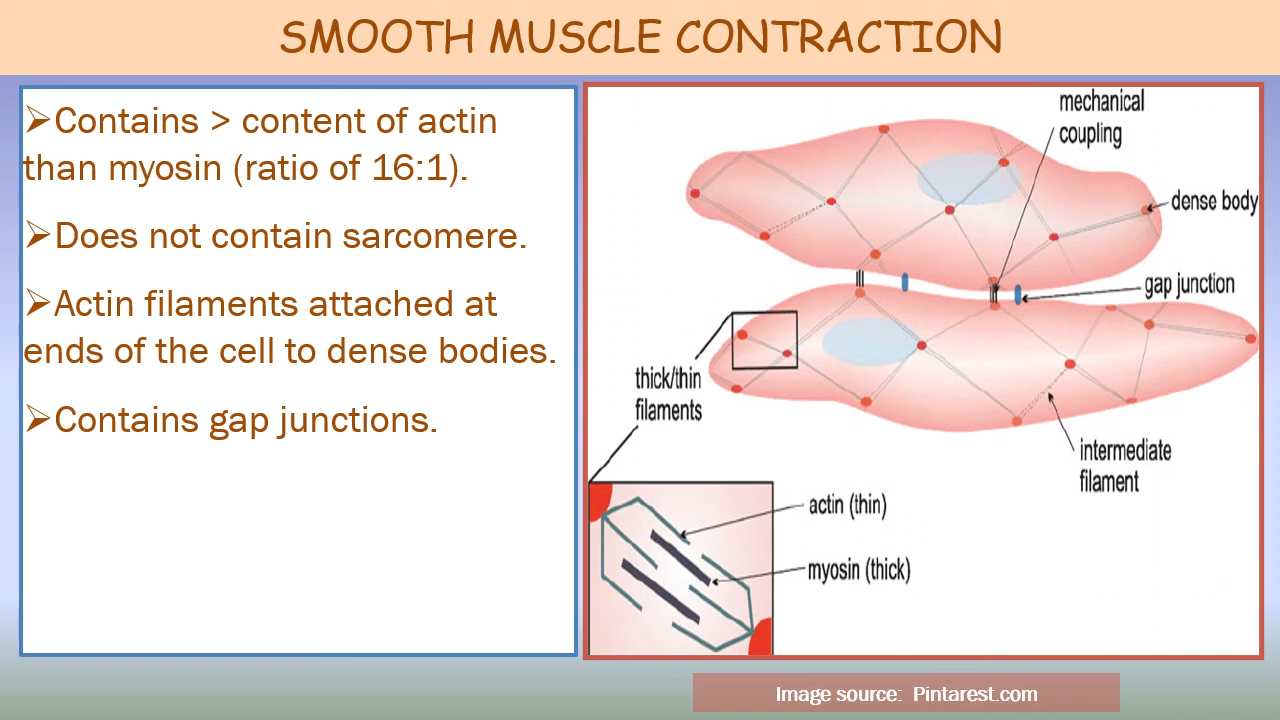 SMOOTH MUSCLE CONTRACTION
➢Contains > content of actin
than myosin (ratio of 16:1).
➢Does not contain sarcomere.
➢Actin filaments attached at
ends of the cell to dense bodies.
➢Contains gap junctions.
mechanical
coupling
dense body
gap junction
thick/thin
filaments
intermediate
filament
actin (thin)
myosin (thick)
Image source:  Pintarest.com